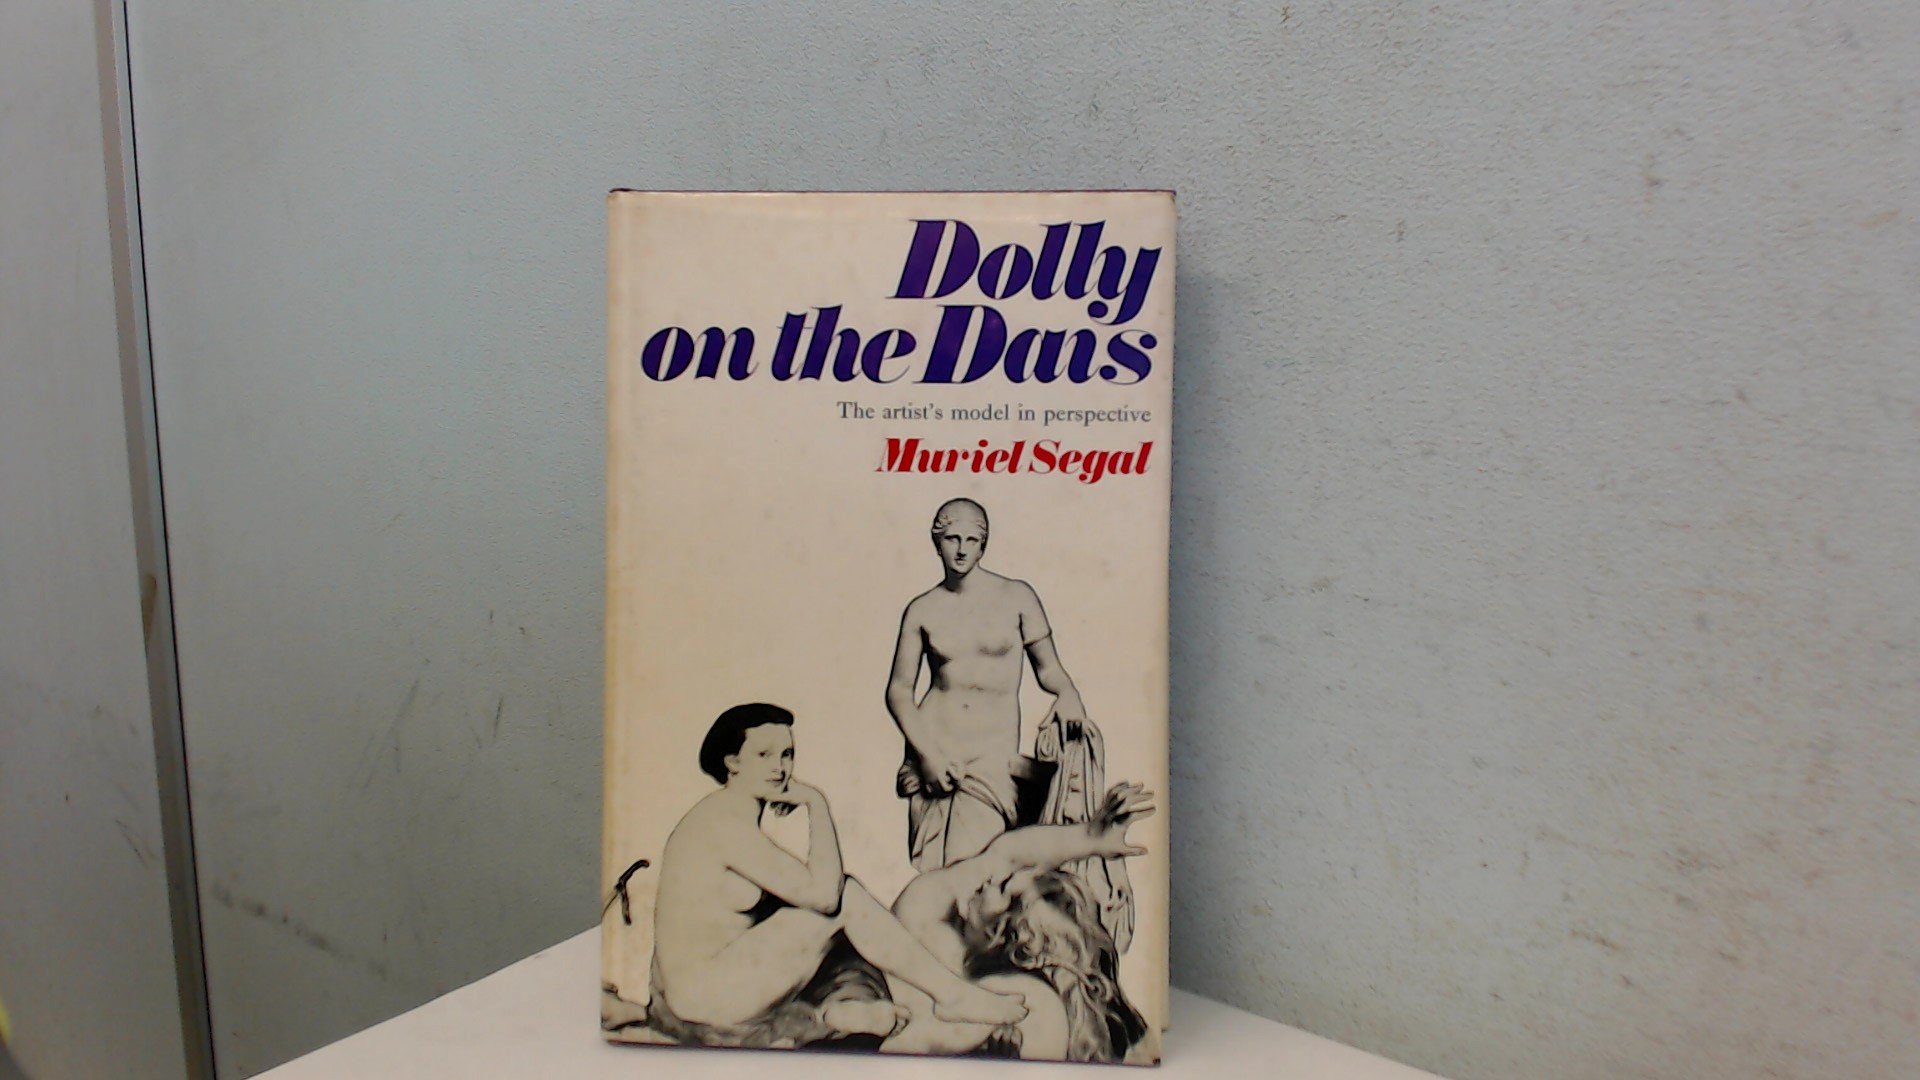 Dolly
on the Dais
The artist's model in perspective
Muriel Segal